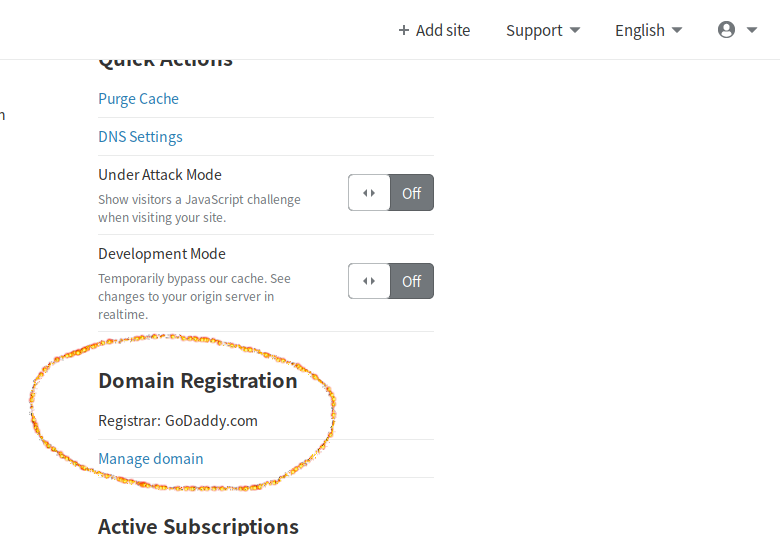 + Add site Support English
Quick Actions
Purge Cache
DNS Settings
Under Attack Mode
Show visitors a JavaScript challenge
when visiting your site.
Off
Development Mode
Temporarily bypass our cache. See
changes to your origin server in
realtime.
Off
Domain Registration
Registrar: GoDaddy.com
Manage domain
Active Subscriptions